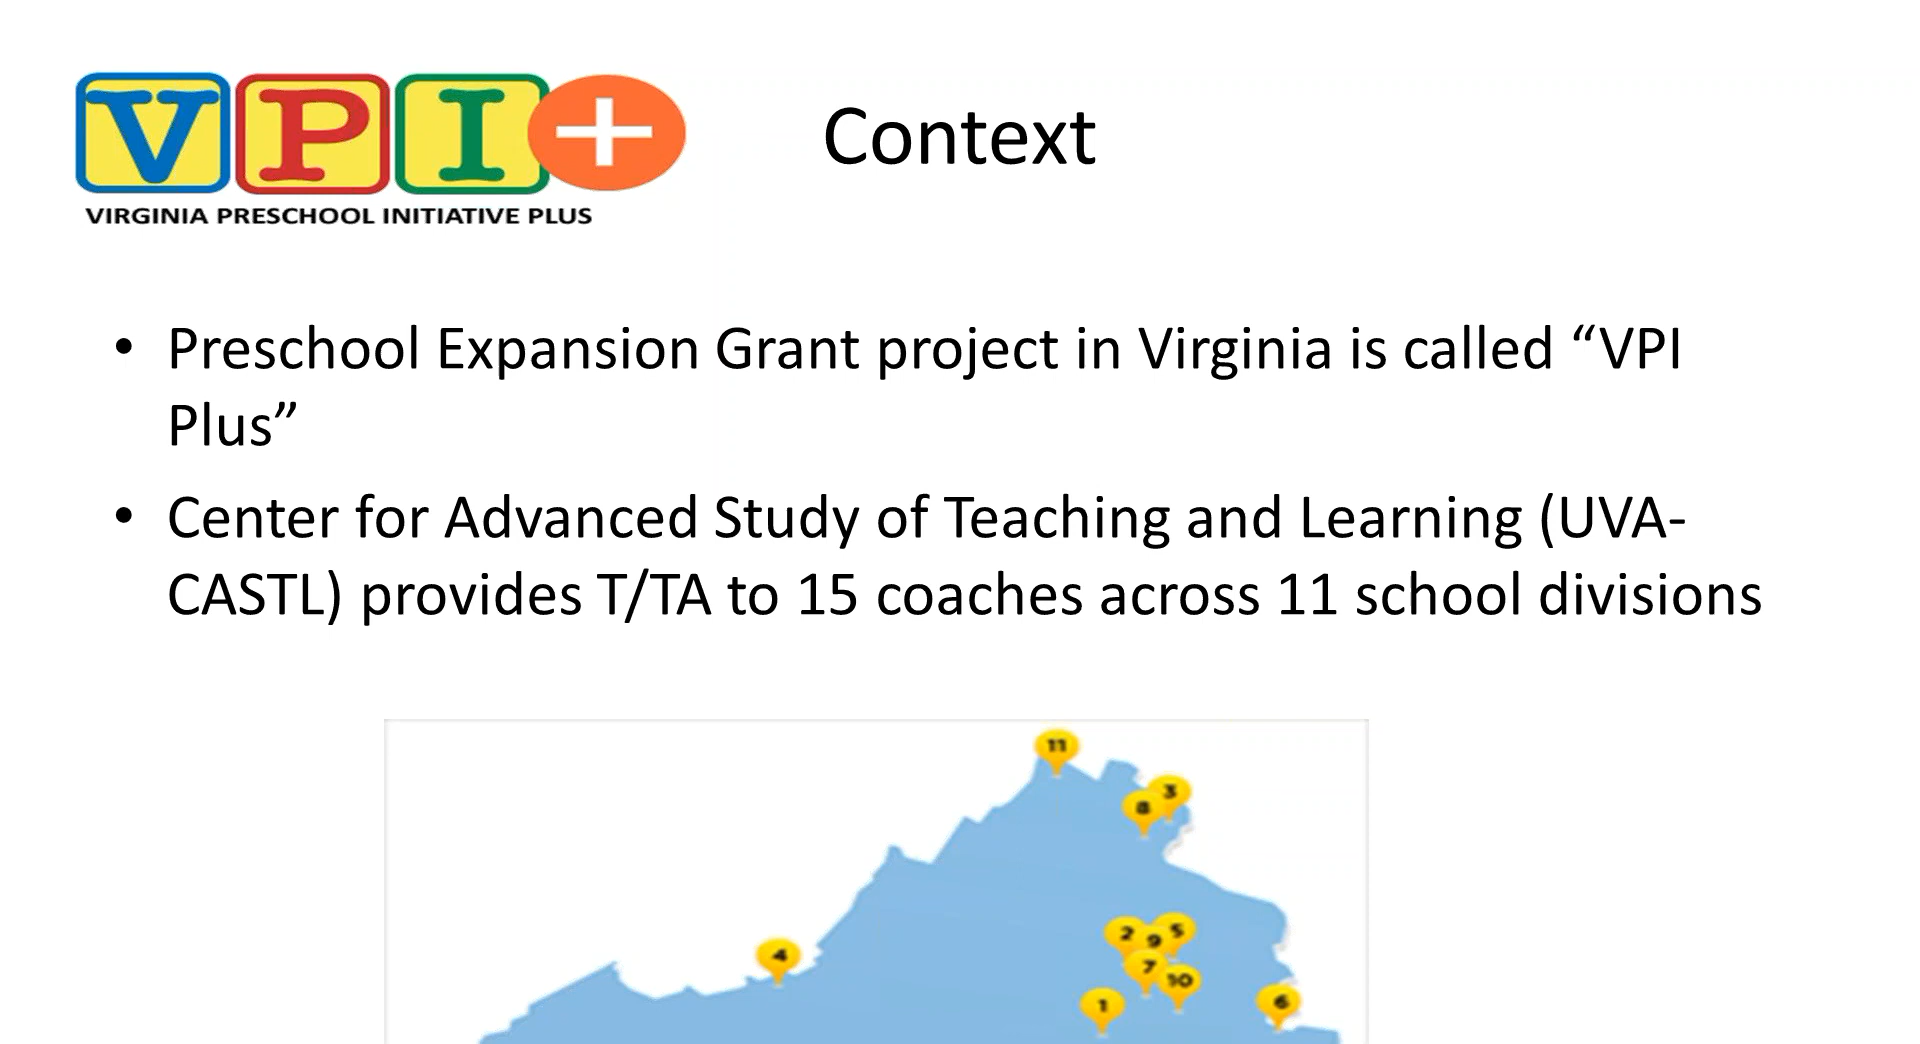 VPI+
VIRGINIA PRESCHOOL INITIATIVE PLUS
Context
• Preschool Expansion Grant project in Virginia is called “VPI
Plus”
• Center for Advanced Study of Teaching and Learning (UVA-
CASTL) provides T/TA to 15 coaches across 11 school divisions
11
3
8
2
5
9
4
7
10
1
6